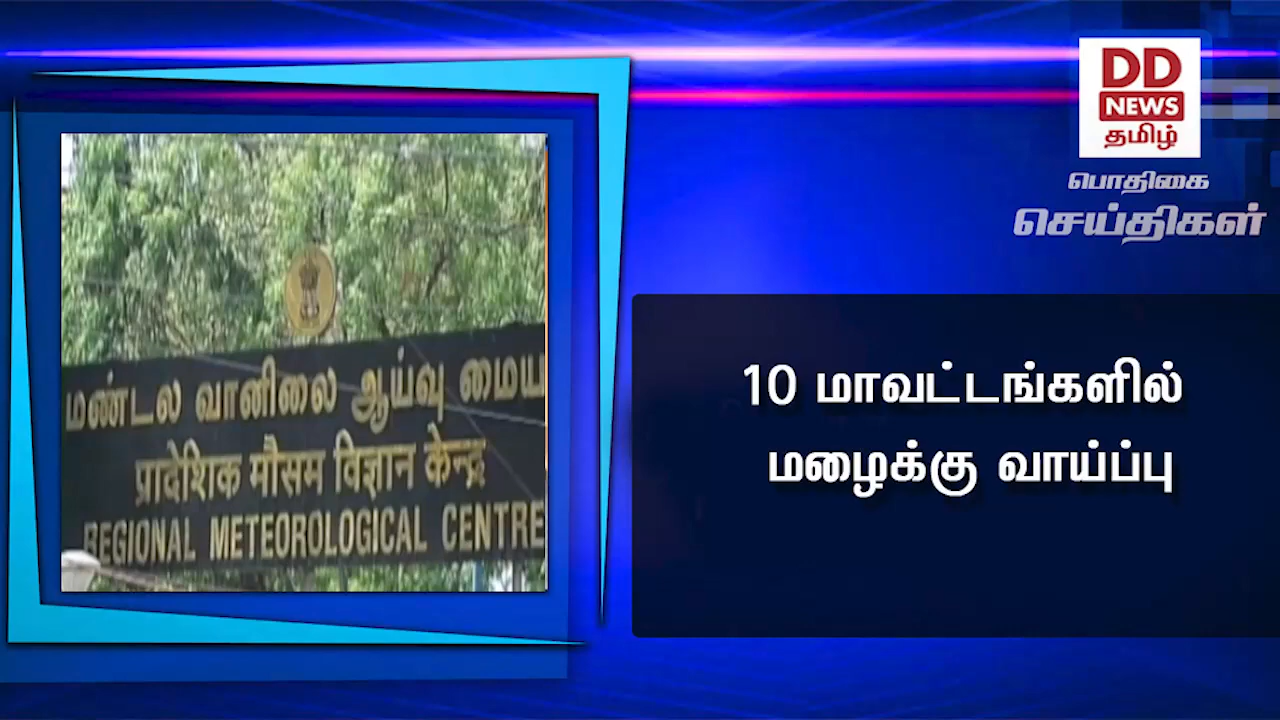 DD
NEWS
தமிழ்
பொதிகை
செய்திகள்
மண்டல வானிலை ஆய்வு மைய
प्रादेशिक मौसम विज्ञान केन्द्र
REGIONAL METEOROLOGICAL CENTRE
10 மாவட்டங்களில்
மழைக்கு வாய்ப்பு